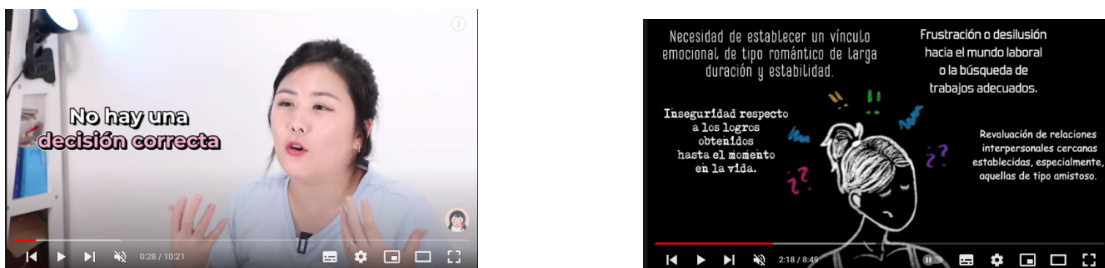 No hay una
decisión correcta
0:28 / 10:21
Necesidad de establecer un vínculo
emocional de tipo romántico de larga
duración y estabilidad.
Frustración o desilusión
hacia el mundo laboral
o la búsqueda de
trabajos adecuados.
Inseguridad respecto
a los logros
obtenidos
hasta el momento
en la vida.
Revaluación de relaciones
interpersonales cercanas
establecidas, especialmente,
aquellas de tipo amistoso.
2:18 / 8:49